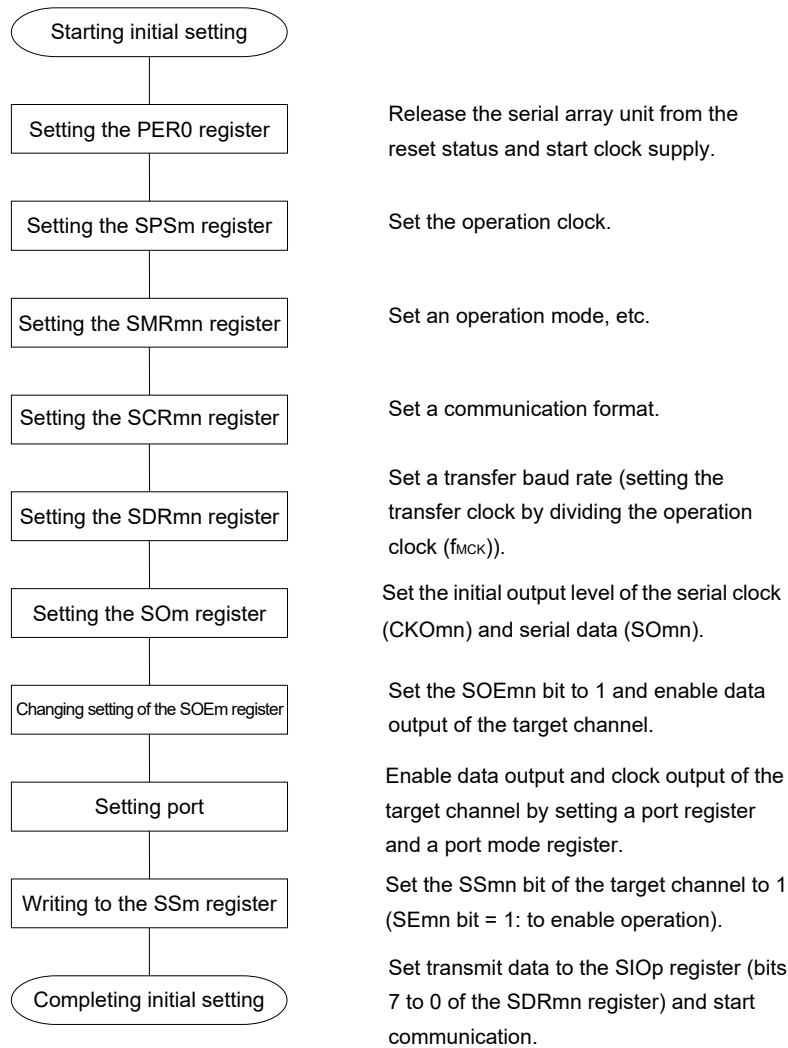 Starting initial setting
Setting the PER0 register
Release the serial array unit from the
reset status and start clock supply.
Setting the SPSm register
Set the operation clock.
Setting the SMRmn register
Set an operation mode, etc.
Setting the SCRmn register
Set a communication format.
Setting the SDRmn register
Set a transfer baud rate (setting the
transfer clock by dividing the operation
clock (fMCK)).
Setting the SOm register
Set the initial output level of the serial clock
(CKOmn) and serial data (SOmn).
Changing setting of the SOEm register
Set the SOEmn bit to 1 and enable data
output of the target channel.
Setting port
Enable data output and clock output of the
target channel by setting a port register
and a port mode register.
Writing to the SSm register
Set the SSmn bit of the target channel to 1
(SEmn bit = 1: to enable operation).
Completing initial setting
Set transmit data to the SIOp register (bits
7 to 0 of the SDRmn register) and start
communication.